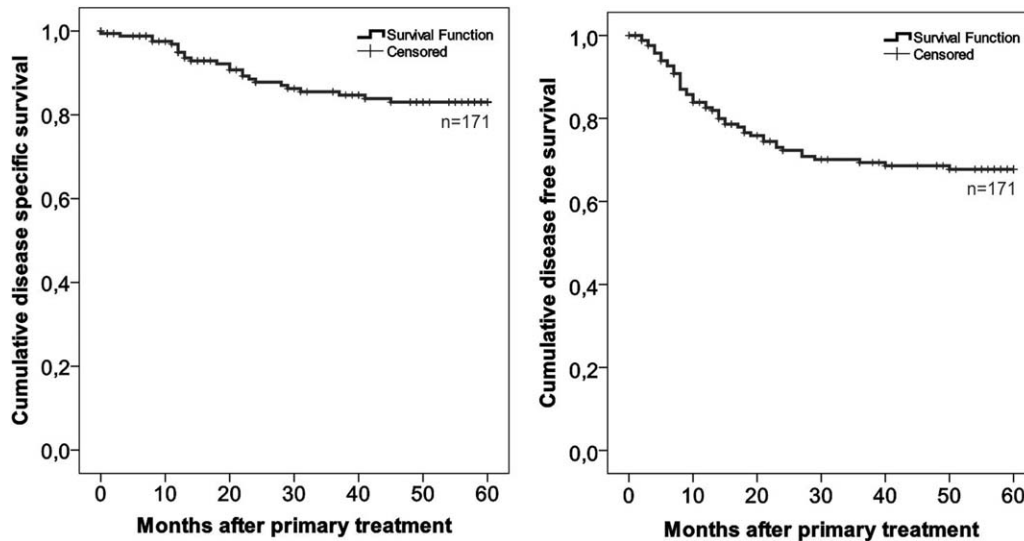 Cumulative disease specific survival
1,0
0,8
0,6
0,4
0,2
0,0
Survival Function
Censored
n=171
0 10 20 30 40 50 60
Months after primary treatment
Cumulative disease free survival
1,0
0,8
0,6
0,4
0,2
0,0
Survival Function
Censored
n=171
0 10 20 30 40 50 60
Months after primary treatment